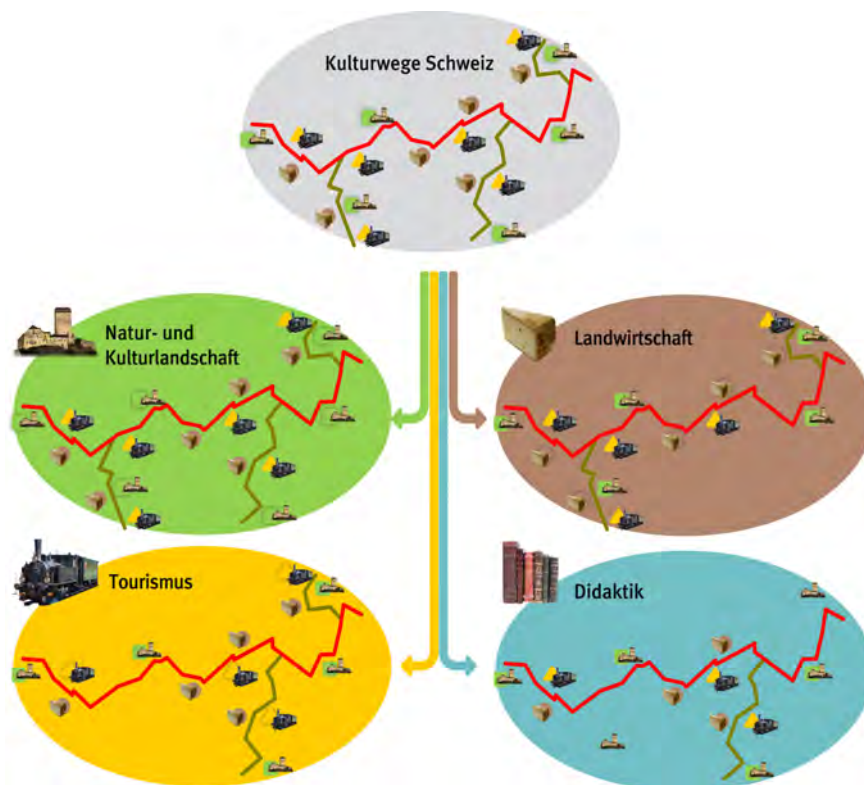 Kulturwege Schweiz
Natur- und
Kulturlandschaft
Landwirtschaft
Tourismus
Didaktik